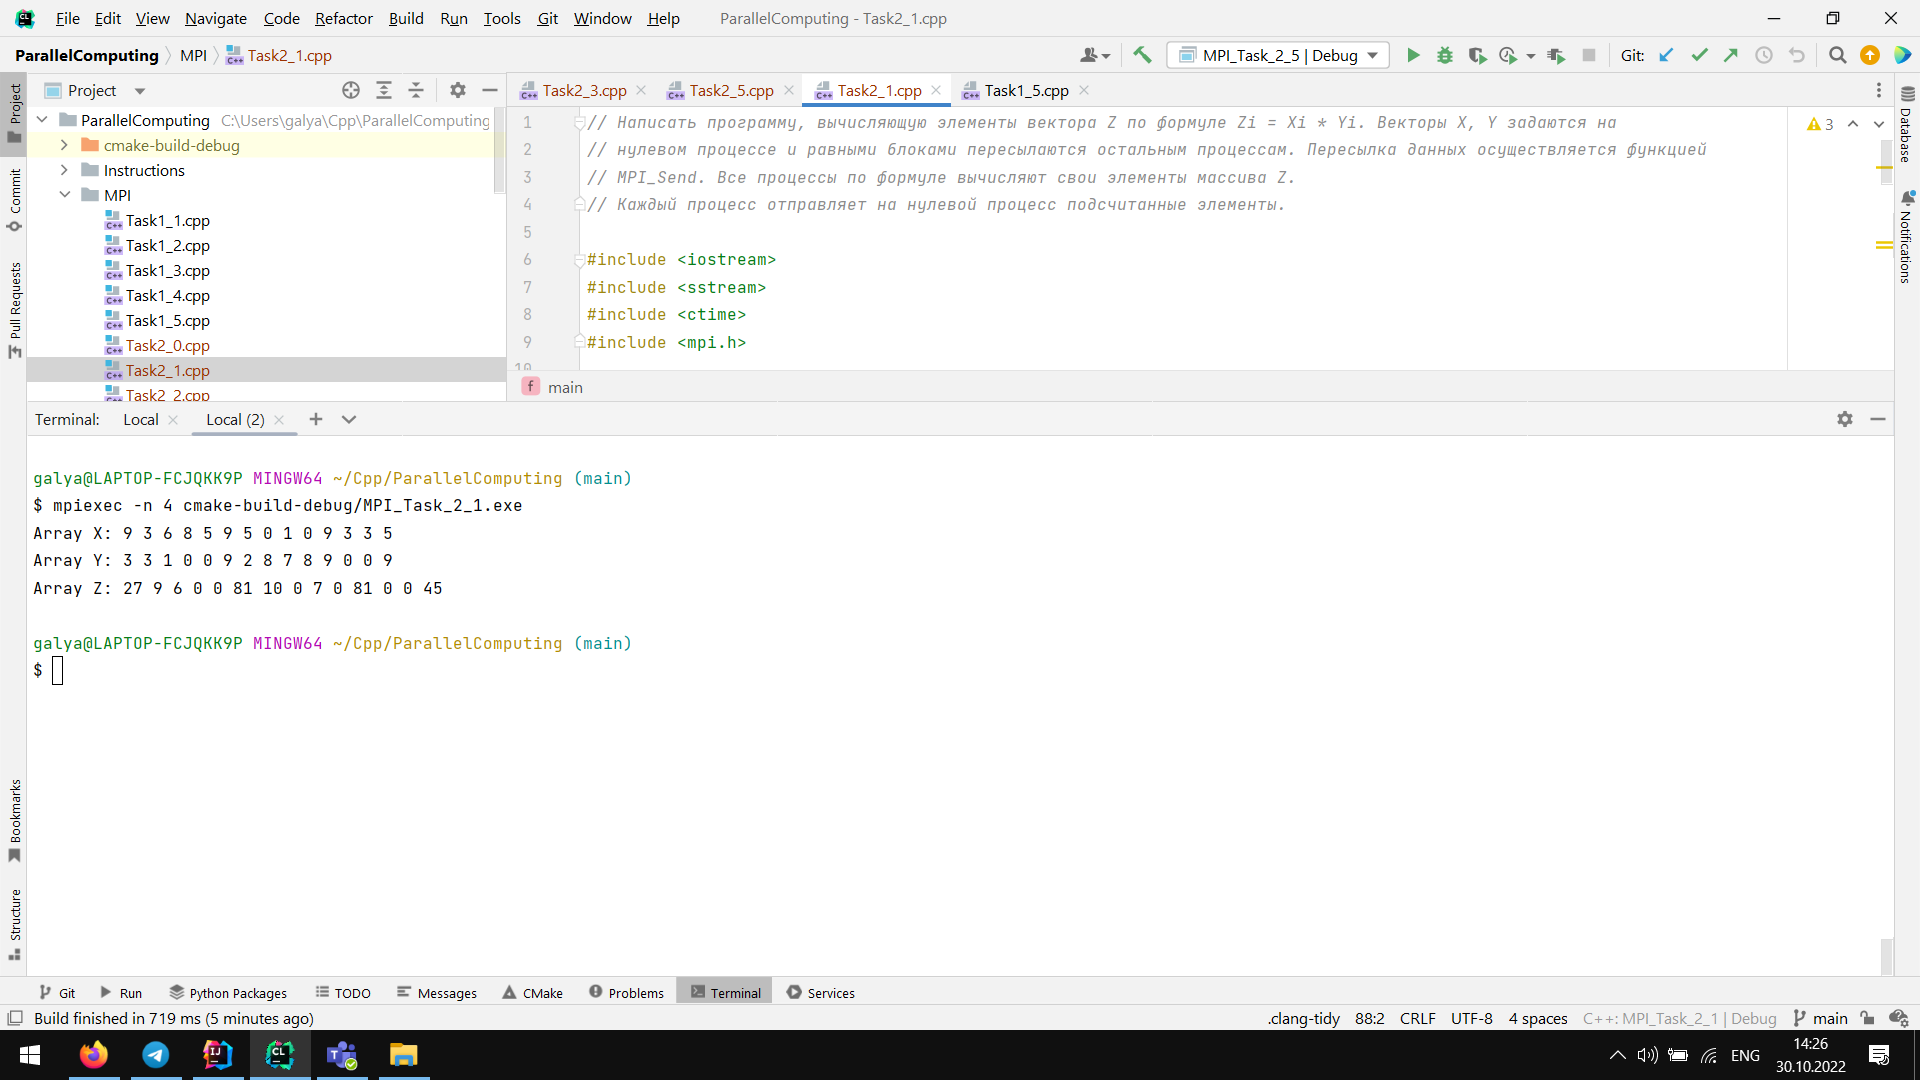 File Edit View Navigate Code Refactor Build Run Tools Git Window Help ParallelComputing - Task2_1.cpp
ParallelComputing MPI Task2_1.cpp MPI_Task_2_5 | Debug Git:
Project Task2_3.cpp Task2_5.cpp Task2_1.cpp Task1_5.cpp
ParallelComputing C:\Users\galya\Cpp\ParallelComputing
cmake-build-debug
Instructions
MPI
Task1_1.cpp
Task1_2.cpp
Task1_3.cpp
Task1_4.cpp
Task1_5.cpp
Task2_0.cpp
Task2_1.cpp
Task2_2.cpp
1 // Написать программу, вычисляющую элементы вектора Z по формуле Zi = Xi * Yi. Векторы X, Y задаются на
2 // нулевом процессе и равными блоками пересылаются остальным процессам. Пересылка данных осуществляется функцией
3 // MPI_Send. Все процессы по формуле вычисляют свои элементы массива Z.
4 // Каждый процесс отправляет на нулевой процесс подсчитанные элементы.
5
6 #include <iostream>
7 #include <sstream>
8 #include <ctime>
9 #include <mpi.h>
10
3
f main
Project
Commit
Pull Requests
Bookmarks
Structure
Database
Notifications
Terminal: Local Local (2)
galya@LAPTOP-FCJQKK9P MINGW64 ~/Cpp/ParallelComputing (main)
$ mpiexec -n 4 cmake-build-debug/MPI_Task_2_1.exe
Array X: 9 3 6 8 5 9 5 0 1 0 9 3 3 5
Array Y: 3 3 1 0 0 9 2 8 7 8 9 0 0 9
Array Z: 27 9 6 0 0 81 10 0 7 0 81 0 0 45
galya@LAPTOP-FCJQKK9P MINGW64 ~/Cpp/ParallelComputing (main)
$
Git Run Python Packages TODO Messages CMake Problems Terminal Services
Build finished in 719 ms (5 minutes ago) .clang-tidy 88:2 CRLF UTF-8 4 spaces C++: MPI_Task_2_1 | Debug main
ENG 14:26
30.10.2022